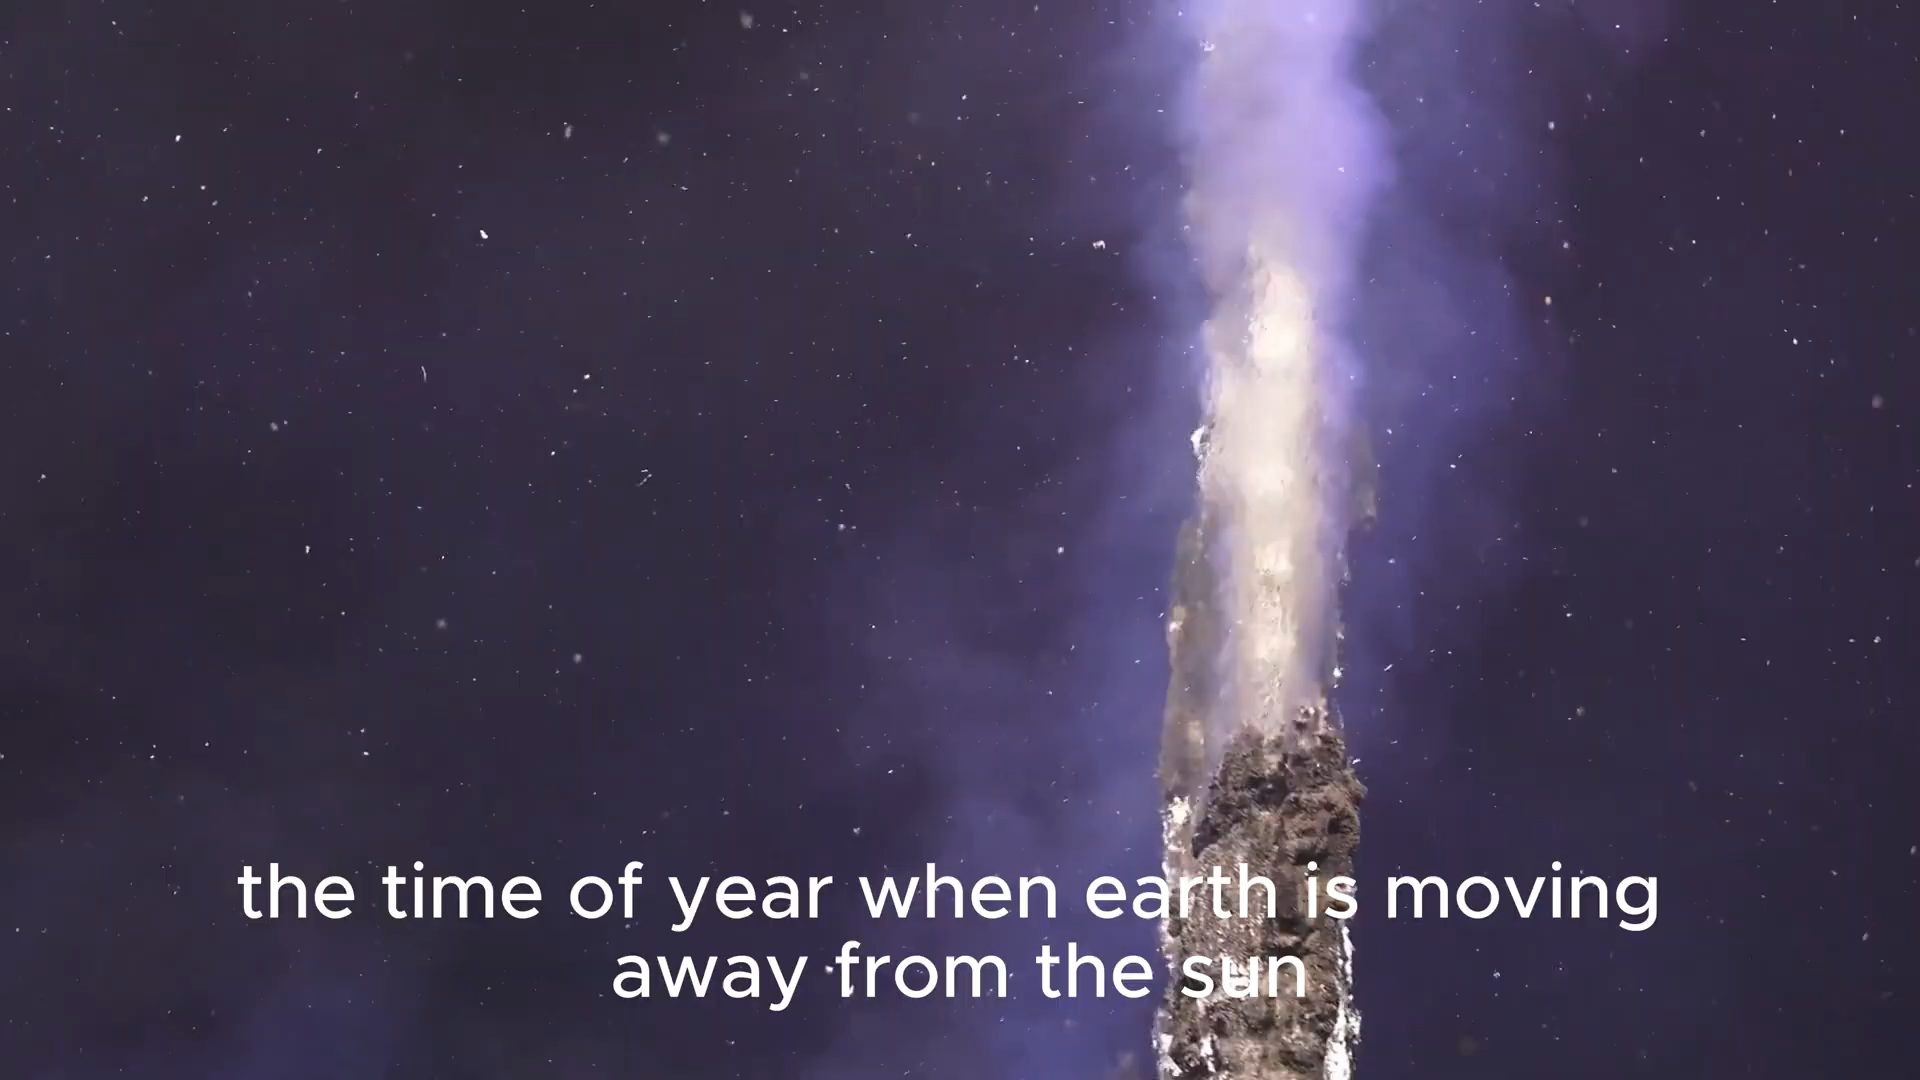 the time of year when earth is moving
away from the sun